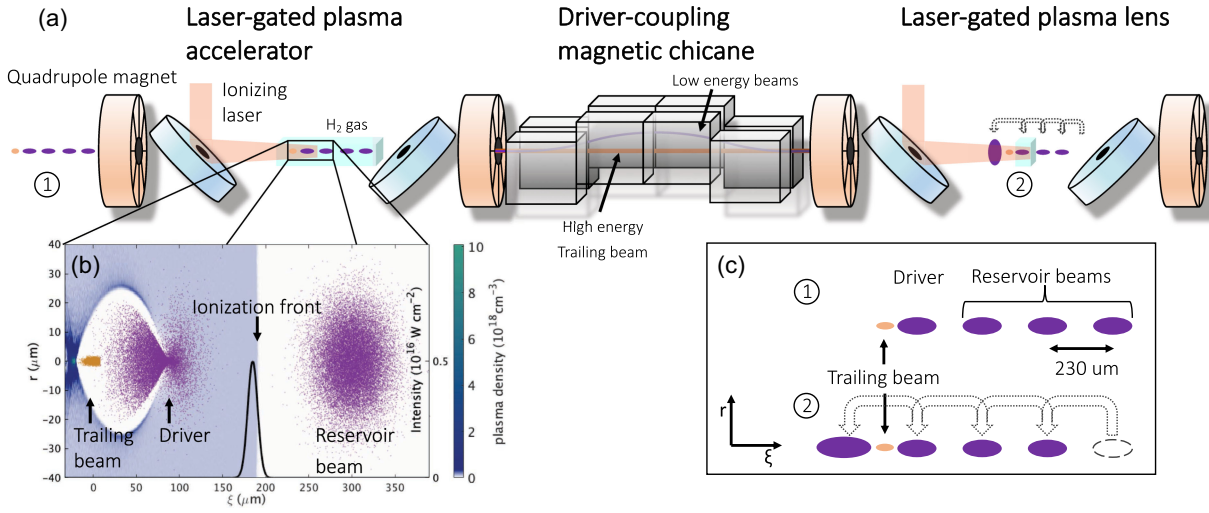 (a)
Laser-gated plasma
accelerator
Driver-coupling
magnetic chicane
Laser-gated plasma lens
Quadrupole magnet
Ionizing
laser
H2 gas
Low energy beams
1
2
HIgh energy
Trailing beam
(b)
Ionization front
Trailing
beam
Driver
Reservoir
beam
40
30
20
10
0
-10
-20
-30
-40
r (μm)
0
50
100
150
200
250
300
350
ξ (μm)
0.5
0
Intensity (10^16 W cm^-2)
10
8
6
4
2
0
plasma density (10^18 cm^-3)
(c)
1
Driver
Reservoir beams
230 um
Trailing beam
2
r
ξ